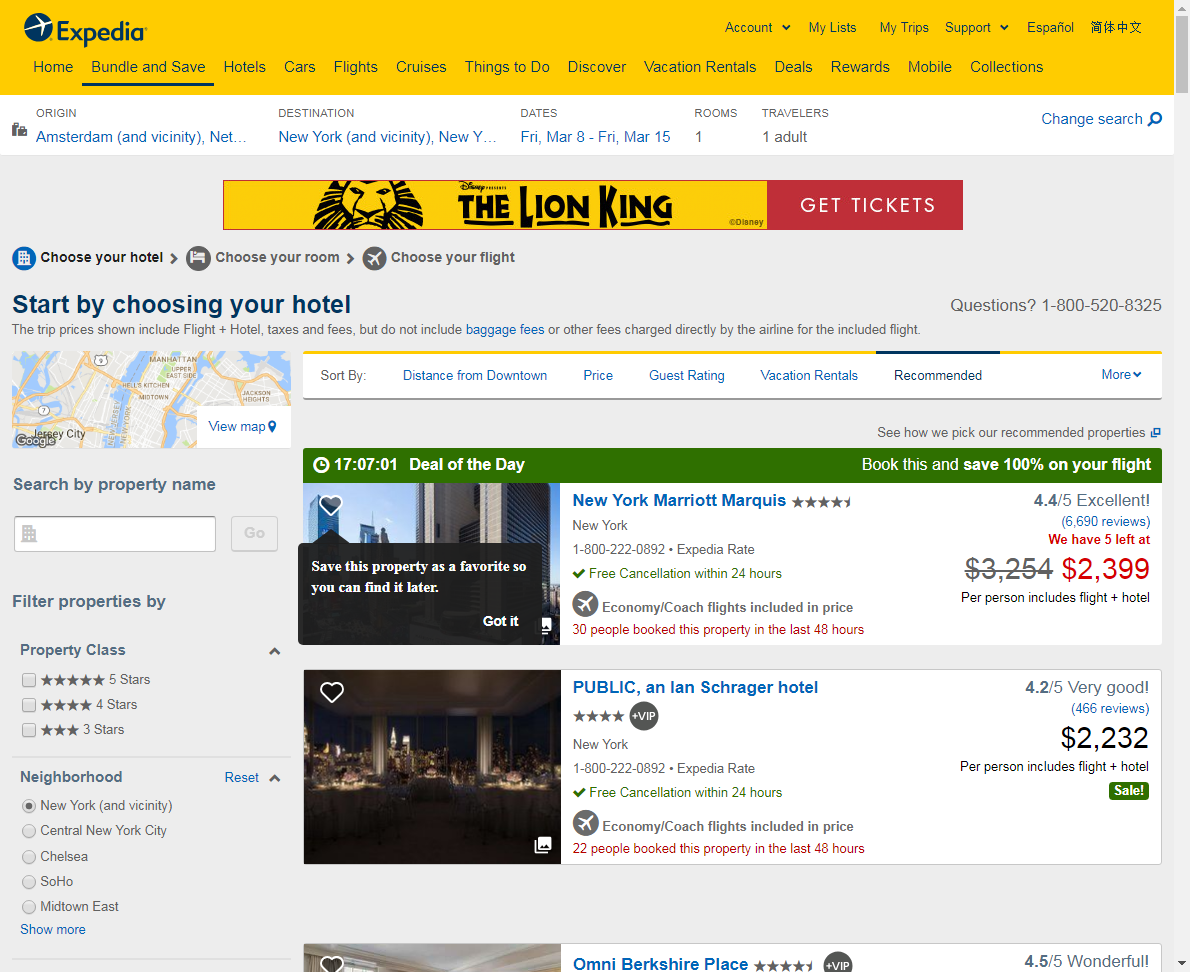 Expedia
Account My Lists My Trips Support Español 简体中文
Home Bundle and Save Hotels Cars Flights Cruises Things to Do Discover Vacation Rentals Deals Rewards Mobile Collections
ORIGIN DESTINATION DATES ROOMS TRAVELERS
Amsterdam (and vicinity), Net… New York (and vicinity), New Y… Fri, Mar 8 - Fri, Mar 15 1 1 adult
Change search
Disney PRESENTS
THE LION KING
©Disney
GET TICKETS
Choose your hotel Choose your room Choose your flight
Start by choosing your hotel
Questions? 1-800-520-8325
The trip prices shown include Flight + Hotel, taxes and fees, but do not include baggage fees or other fees charged directly by the airline for the included flight.
9
MANHATTAN
UPPER
EAST SIDE
HELL'S KITCHEN
MIDTOWN
JACKSON
HEIGHTS
7
NEW JERSEY
NEW YORK
Jersey City
Google
View map
Search by property name
Go
Filter properties by
Property Class
★★★★★ 5 Stars
★★★★ 4 Stars
★★★ 3 Stars
Neighborhood Reset
New York (and vicinity)
Central New York City
Chelsea
SoHo
Midtown East
Show more
Sort By: Distance from Downtown Price Guest Rating Vacation Rentals Recommended More
See how we pick our recommended properties
17:07:01 Deal of the Day Book this and save 100% on your flight
Save this property as a favorite so
you can find it later.
Got it
New York Marriott Marquis
New York
1-800-222-0892 • Expedia Rate
Free Cancellation within 24 hours
Economy/Coach flights included in price
30 people booked this property in the last 48 hours
4.4/5 Excellent!
(6,690 reviews)
We have 5 left at
$3,254 $2,399
Per person includes flight + hotel
PUBLIC, an Ian Schrager hotel
★★★★ +VIP
New York
1-800-222-0892 • Expedia Rate
Free Cancellation within 24 hours
Economy/Coach flights included in price
22 people booked this property in the last 48 hours
4.2/5 Very good!
(466 reviews)
$2,232
Per person includes flight + hotel
Sale!
Omni Berkshire Place +VIP
4.5/5 Wonderful!